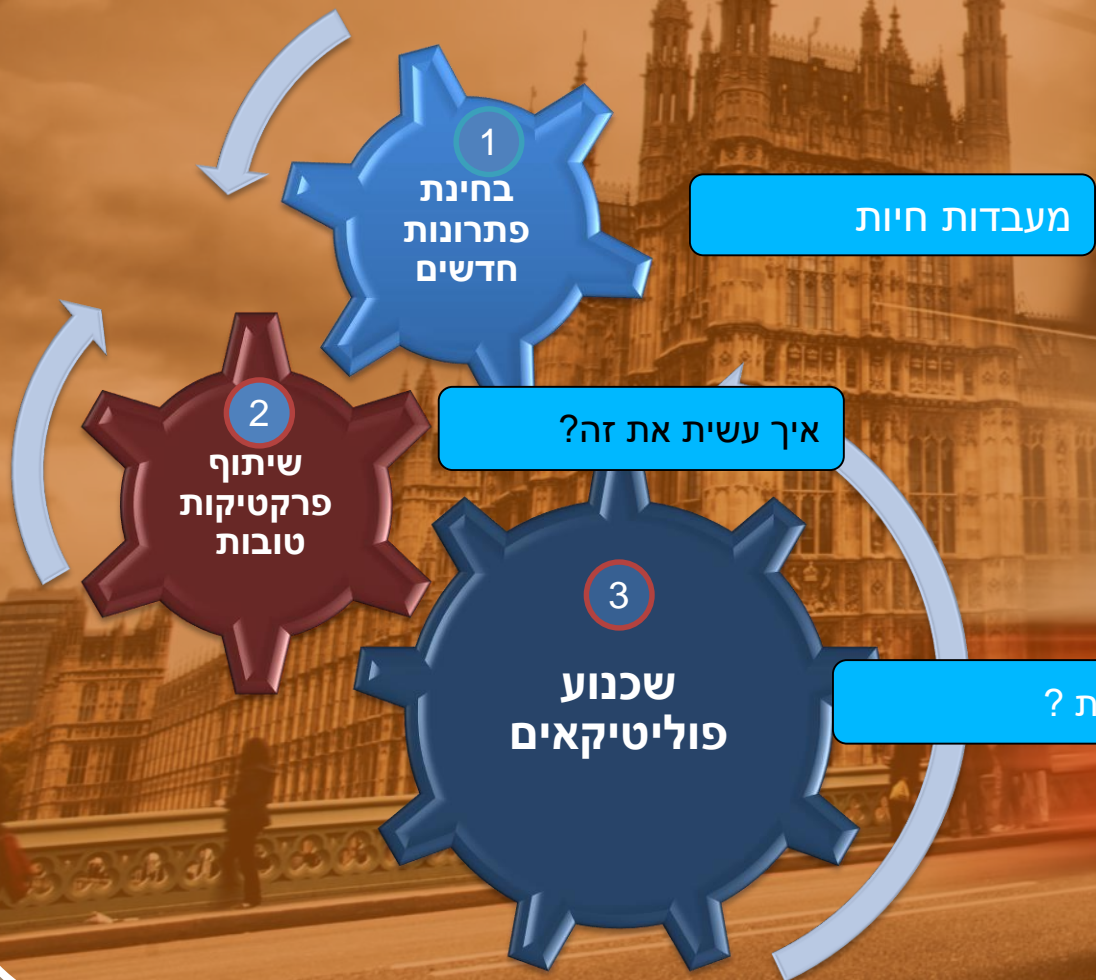 1
בחינת
פתרונות
חדשים
מעבדות חיות
2
שיתוף
פרקטיקות
טובות
איך עשית את זה?
3
שכנוע
פוליטיקאים
?